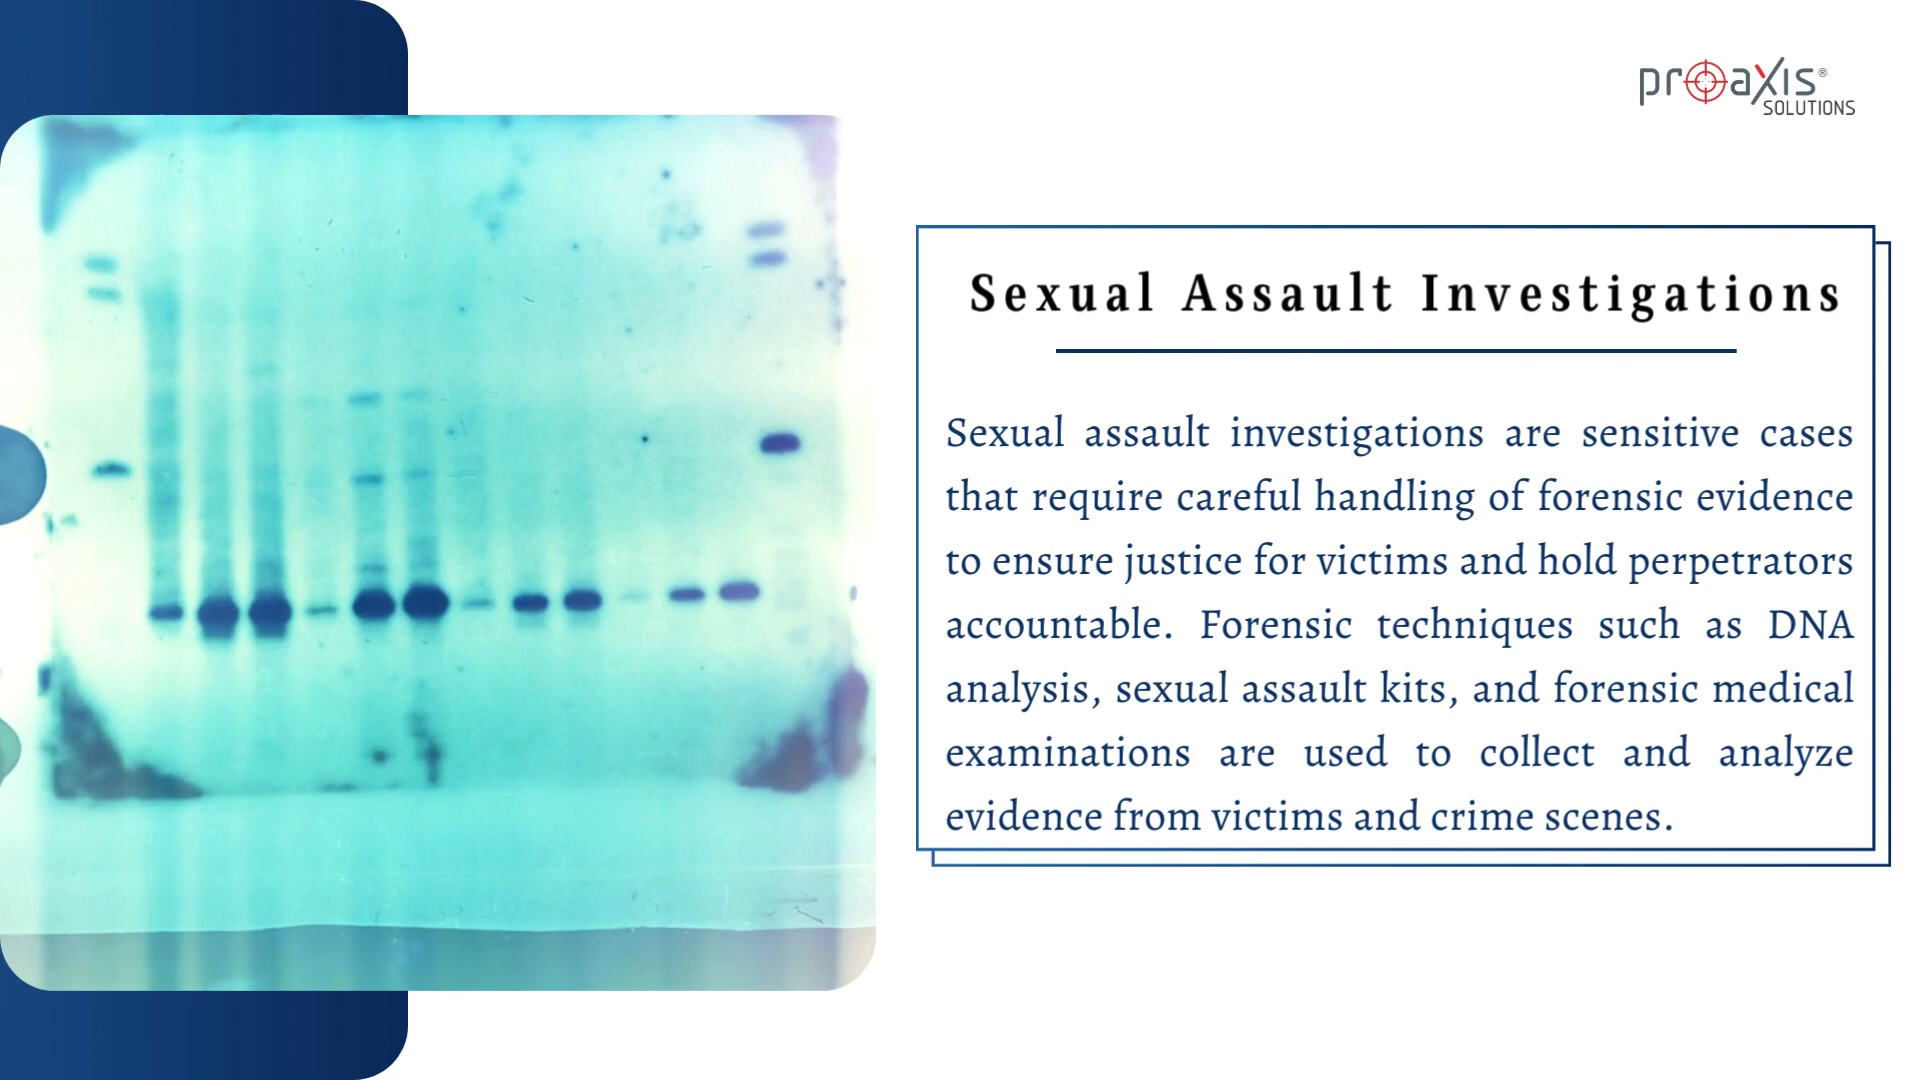 proaxis®
SOLUTIONS
Sexual Assault Investigations
Sexual assault investigations are sensitive cases
that require careful handling of forensic evidence
to ensure justice for victims and hold perpetrators
accountable. Forensic techniques such as DNA
analysis, sexual assault kits, and forensic medical
examinations are used to collect and analyze
evidence from victims and crime scenes.